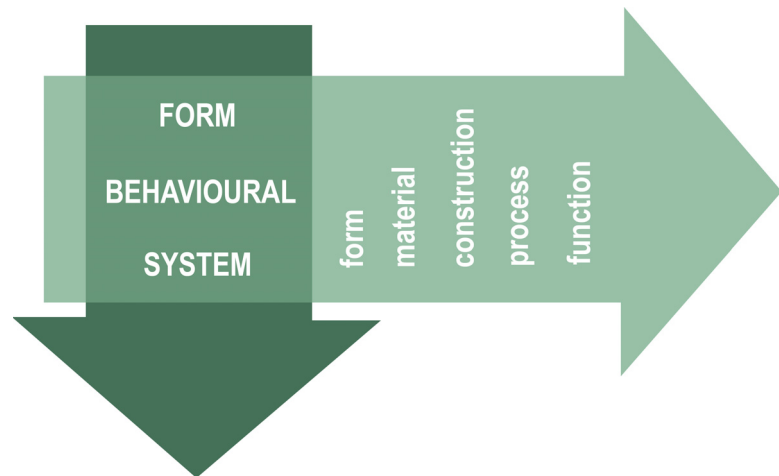 FORM
BEHAVIOURAL
SYSTEM
form
material
construction
process
function